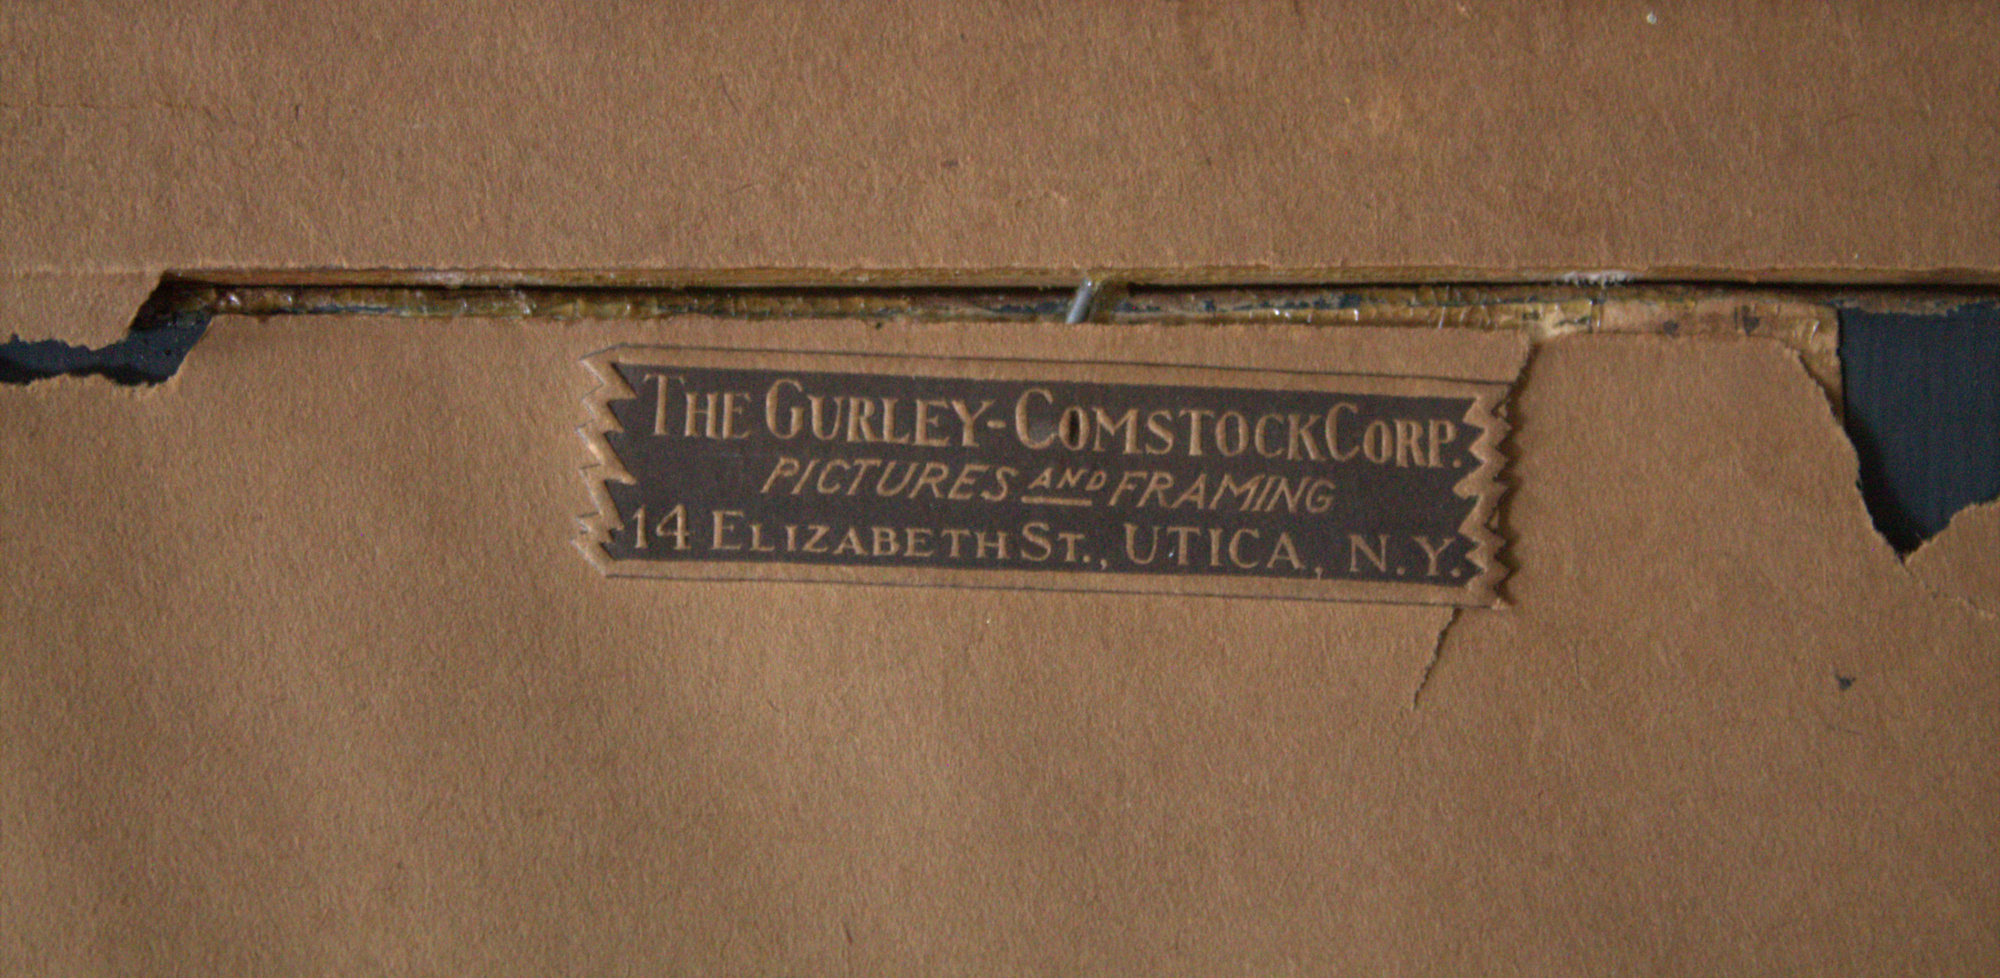 THE GURLEY-COMSTOCK CORP.
PICTURES AND FRAMING
14 ELIZABETH ST., UTICA, N.Y.